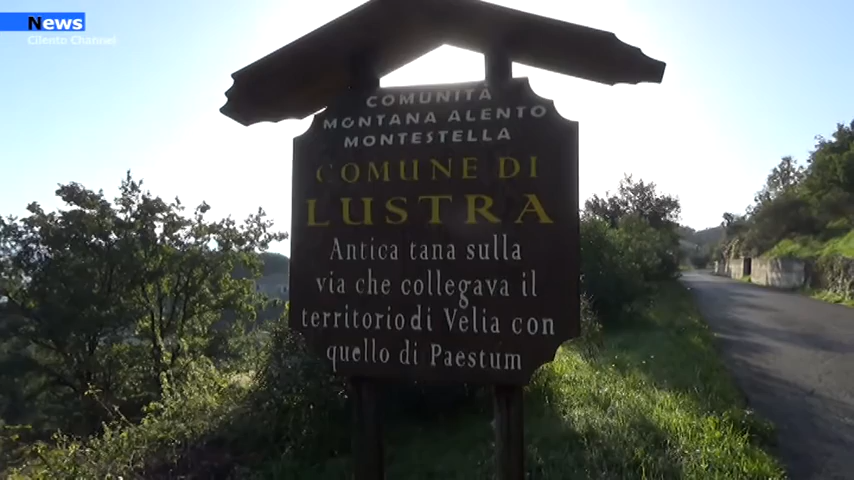 News
Cilento Channel
COMUNITÀ
MONTANA ALENTO
MONTESTELLA
COMUNE DI
LUSTRA
Antica tana sulla
via che collegava il
territorio di Velia con
quello di Paestum